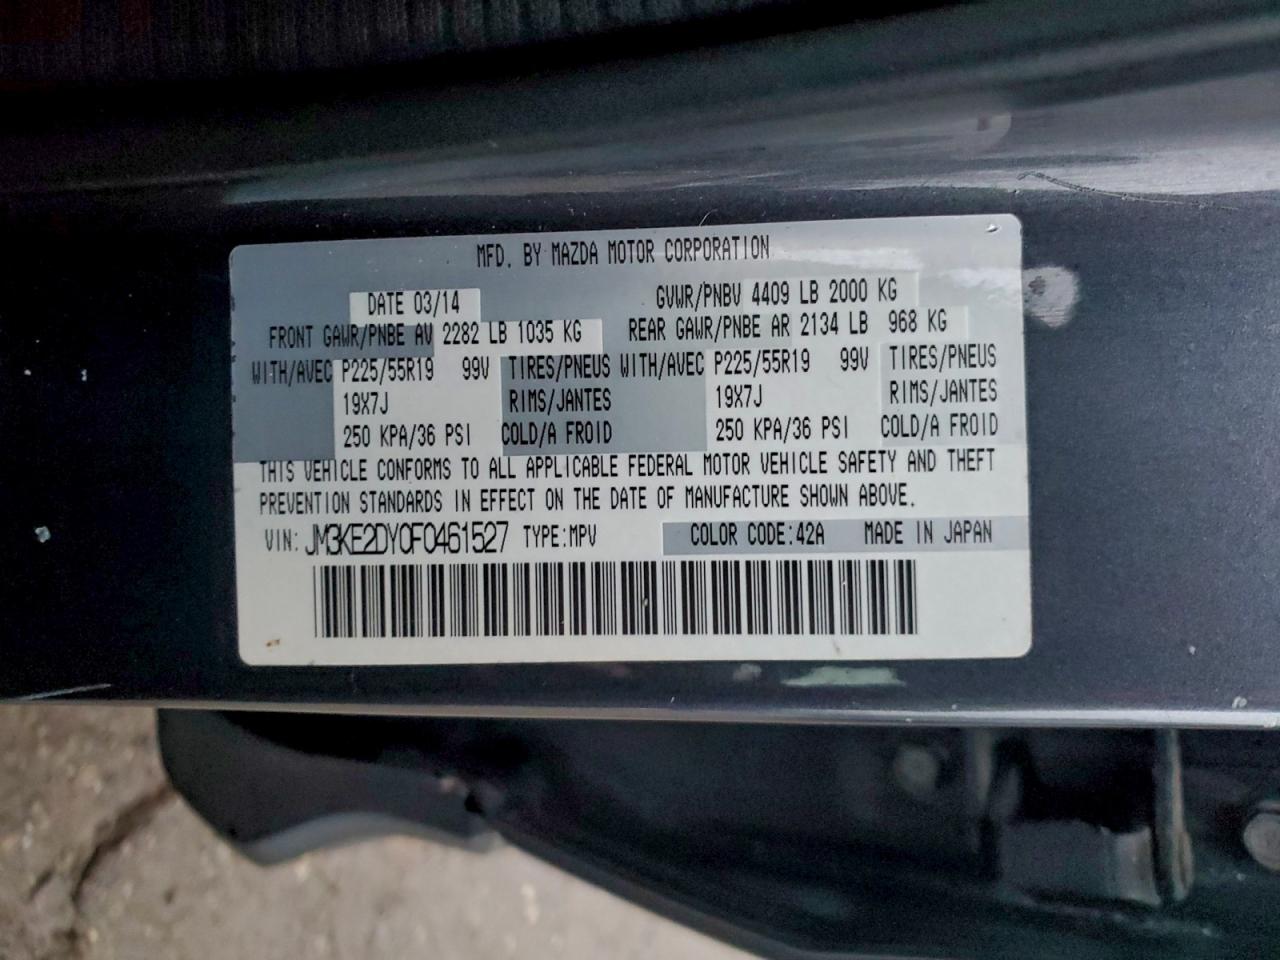 MFD. BY MAZDA MOTOR CORPORATION
DATE 03/14 GVWR/PNBV 4409 LB 2000 KG
FRONT GAWR/PNBE AV 2282 LB 1035 KG REAR GAWR/PNBE AR 2134 LB 968 KG
WITH/AVEC P225/55R19 99V TIRES/PNEUS WITH/AVEC P225/55R19 99V TIRES/PNEUS
19X7J RIMS/JANTES 19X7J RIMS/JANTES
250 KPA/36 PSI COLD/A FROID 250 KPA/36 PSI COLD/A FROID
THIS VEHICLE CONFORMS TO ALL APPLICABLE FEDERAL MOTOR VEHICLE SAFETY AND THEFT
PREVENTION STANDARDS IN EFFECT ON THE DATE OF MANUFACTURE SHOWN ABOVE.
VIN: JM3KE2DY0F0461527 TYPE:MPV COLOR CODE:42A MADE IN JAPAN